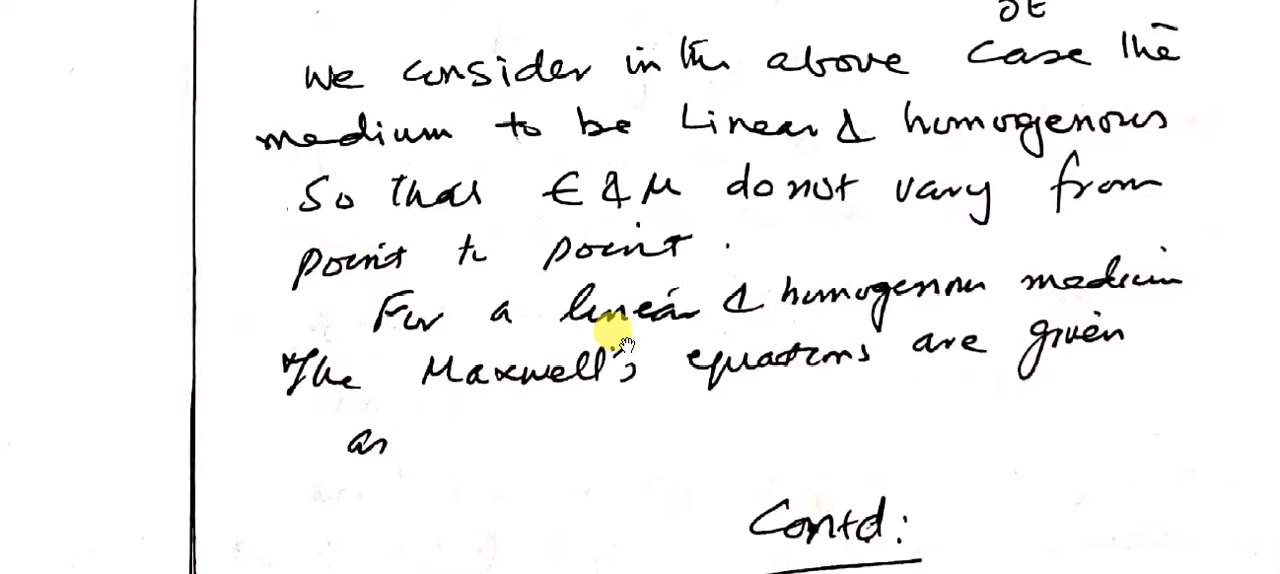 ∂t
We consider in the above case the
medium to be Linear & homogenous
So that ϵ & μ do not vary from
point to point.
For a linear & homogenous medium
The Maxwell's equations are given
as
Contd: